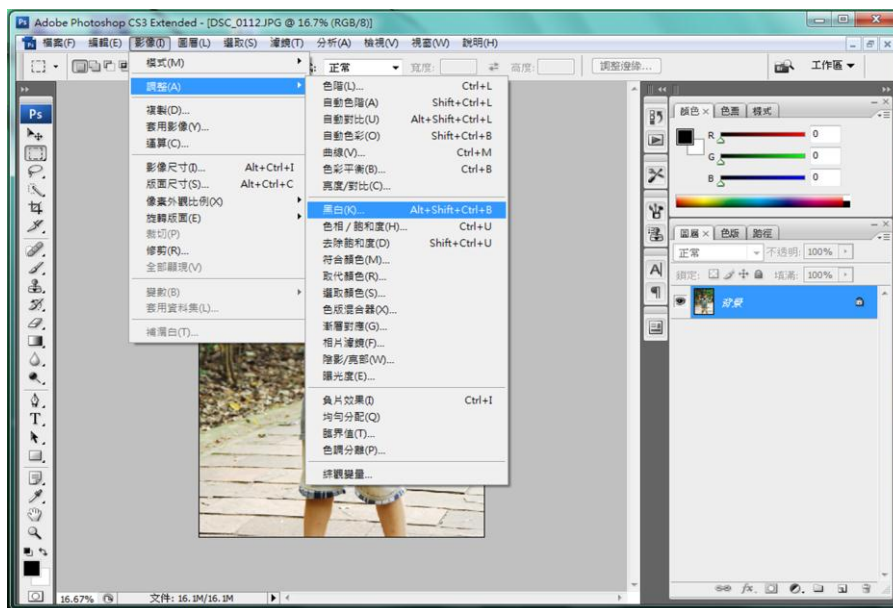 Adobe Photoshop CS3 Extended - [DSC_0112.JPG @ 16.7% (RGB/8)]
檔案(F) 編輯(E) 影像(I) 圖層(L) 選取(S) 濾鏡(T) 分析(A) 檢視(V) 視窗(W) 說明(H)
正常 寬度: 高度: 調整邊緣... 工作區
模式(M)
調整(A)
複製(D)...
套用影像(Y)...
運算(C)...
影像尺寸(I)... Alt+Ctrl+I
版面尺寸(S)... Alt+Ctrl+C
像素外觀比例(X)
旋轉版面(E)
裁切(P)
修剪(R)...
全部顯現(V)
變數(B)
套用資料集(L)...
補漏白(T)...
色階(L)... Ctrl+L
自動色階(A) Shift+Ctrl+L
自動對比(U) Alt+Shift+Ctrl+L
自動色彩(O) Shift+Ctrl+B
曲線(V)... Ctrl+M
色彩平衡(B)... Ctrl+B
亮度/對比(C)...
黑白(K)... Alt+Shift+Ctrl+B
色相 / 飽和度(H)... Ctrl+U
去除飽和度(D) Shift+Ctrl+U
符合顏色(M)...
取代顏色(R)...
選取顏色(S)...
色版混合器(X)...
漸層對應(G)...
相片濾鏡(F)...
陰影/亮部(W)...
曝光度(E)...
負片效果(I) Ctrl+I
均勻分配(Q)
臨界值(T)...
色調分離(P)...
綜觀變量...
Ps
顏色 × 色票 樣式
R 0
G 0
B 0
圖層 × 色版 路徑
正常 不透明: 100%
鎖定: 填滿: 100%
背景
16.67% 文件: 16.1M/16.1M